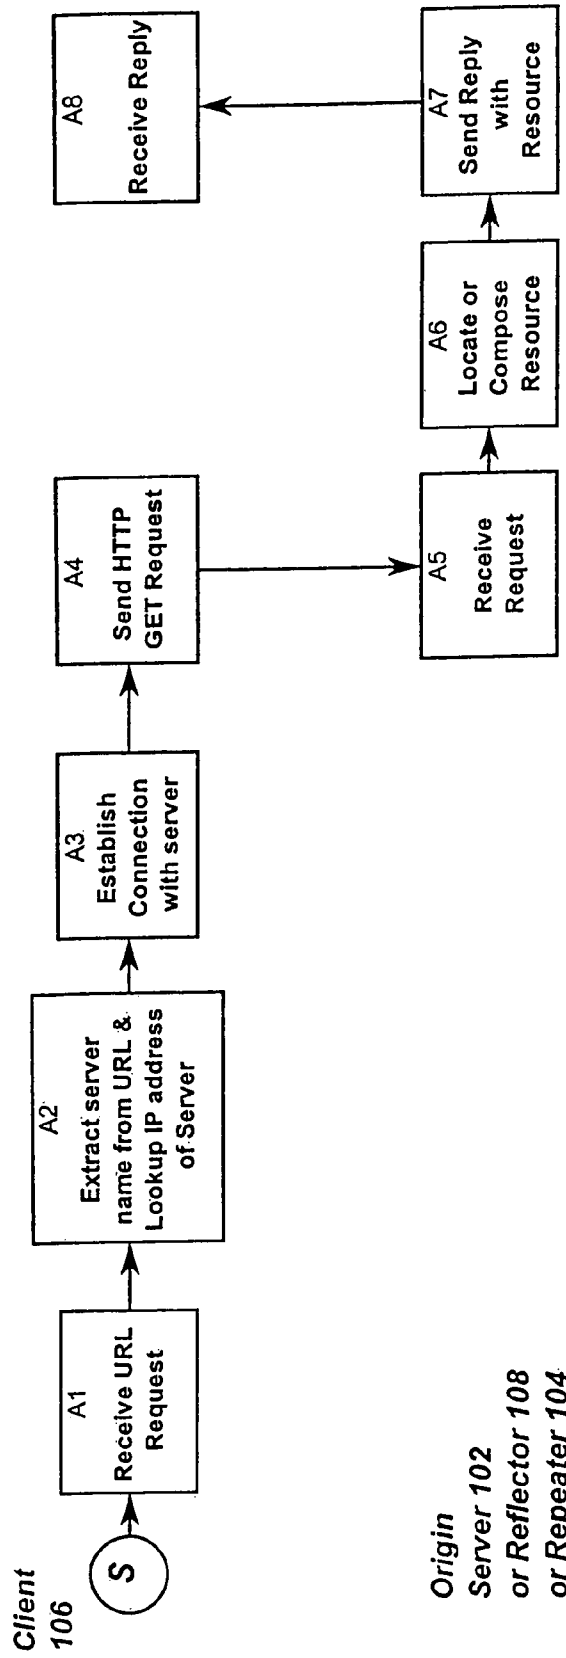 Client
106
S
A1
Receive URL
Request
A2
Extract server
name from URL &
Lookup IP address
of Server
A3
Establish
Connection
with server
A4
Send HTTP
GET Request
A8
Receive Reply
Origin
Server 102
or Reflector 108
or Repeater 104
A5
Receive
Request
A6
Locate or
Compose
Resource
A7
Send Reply
with
Resource